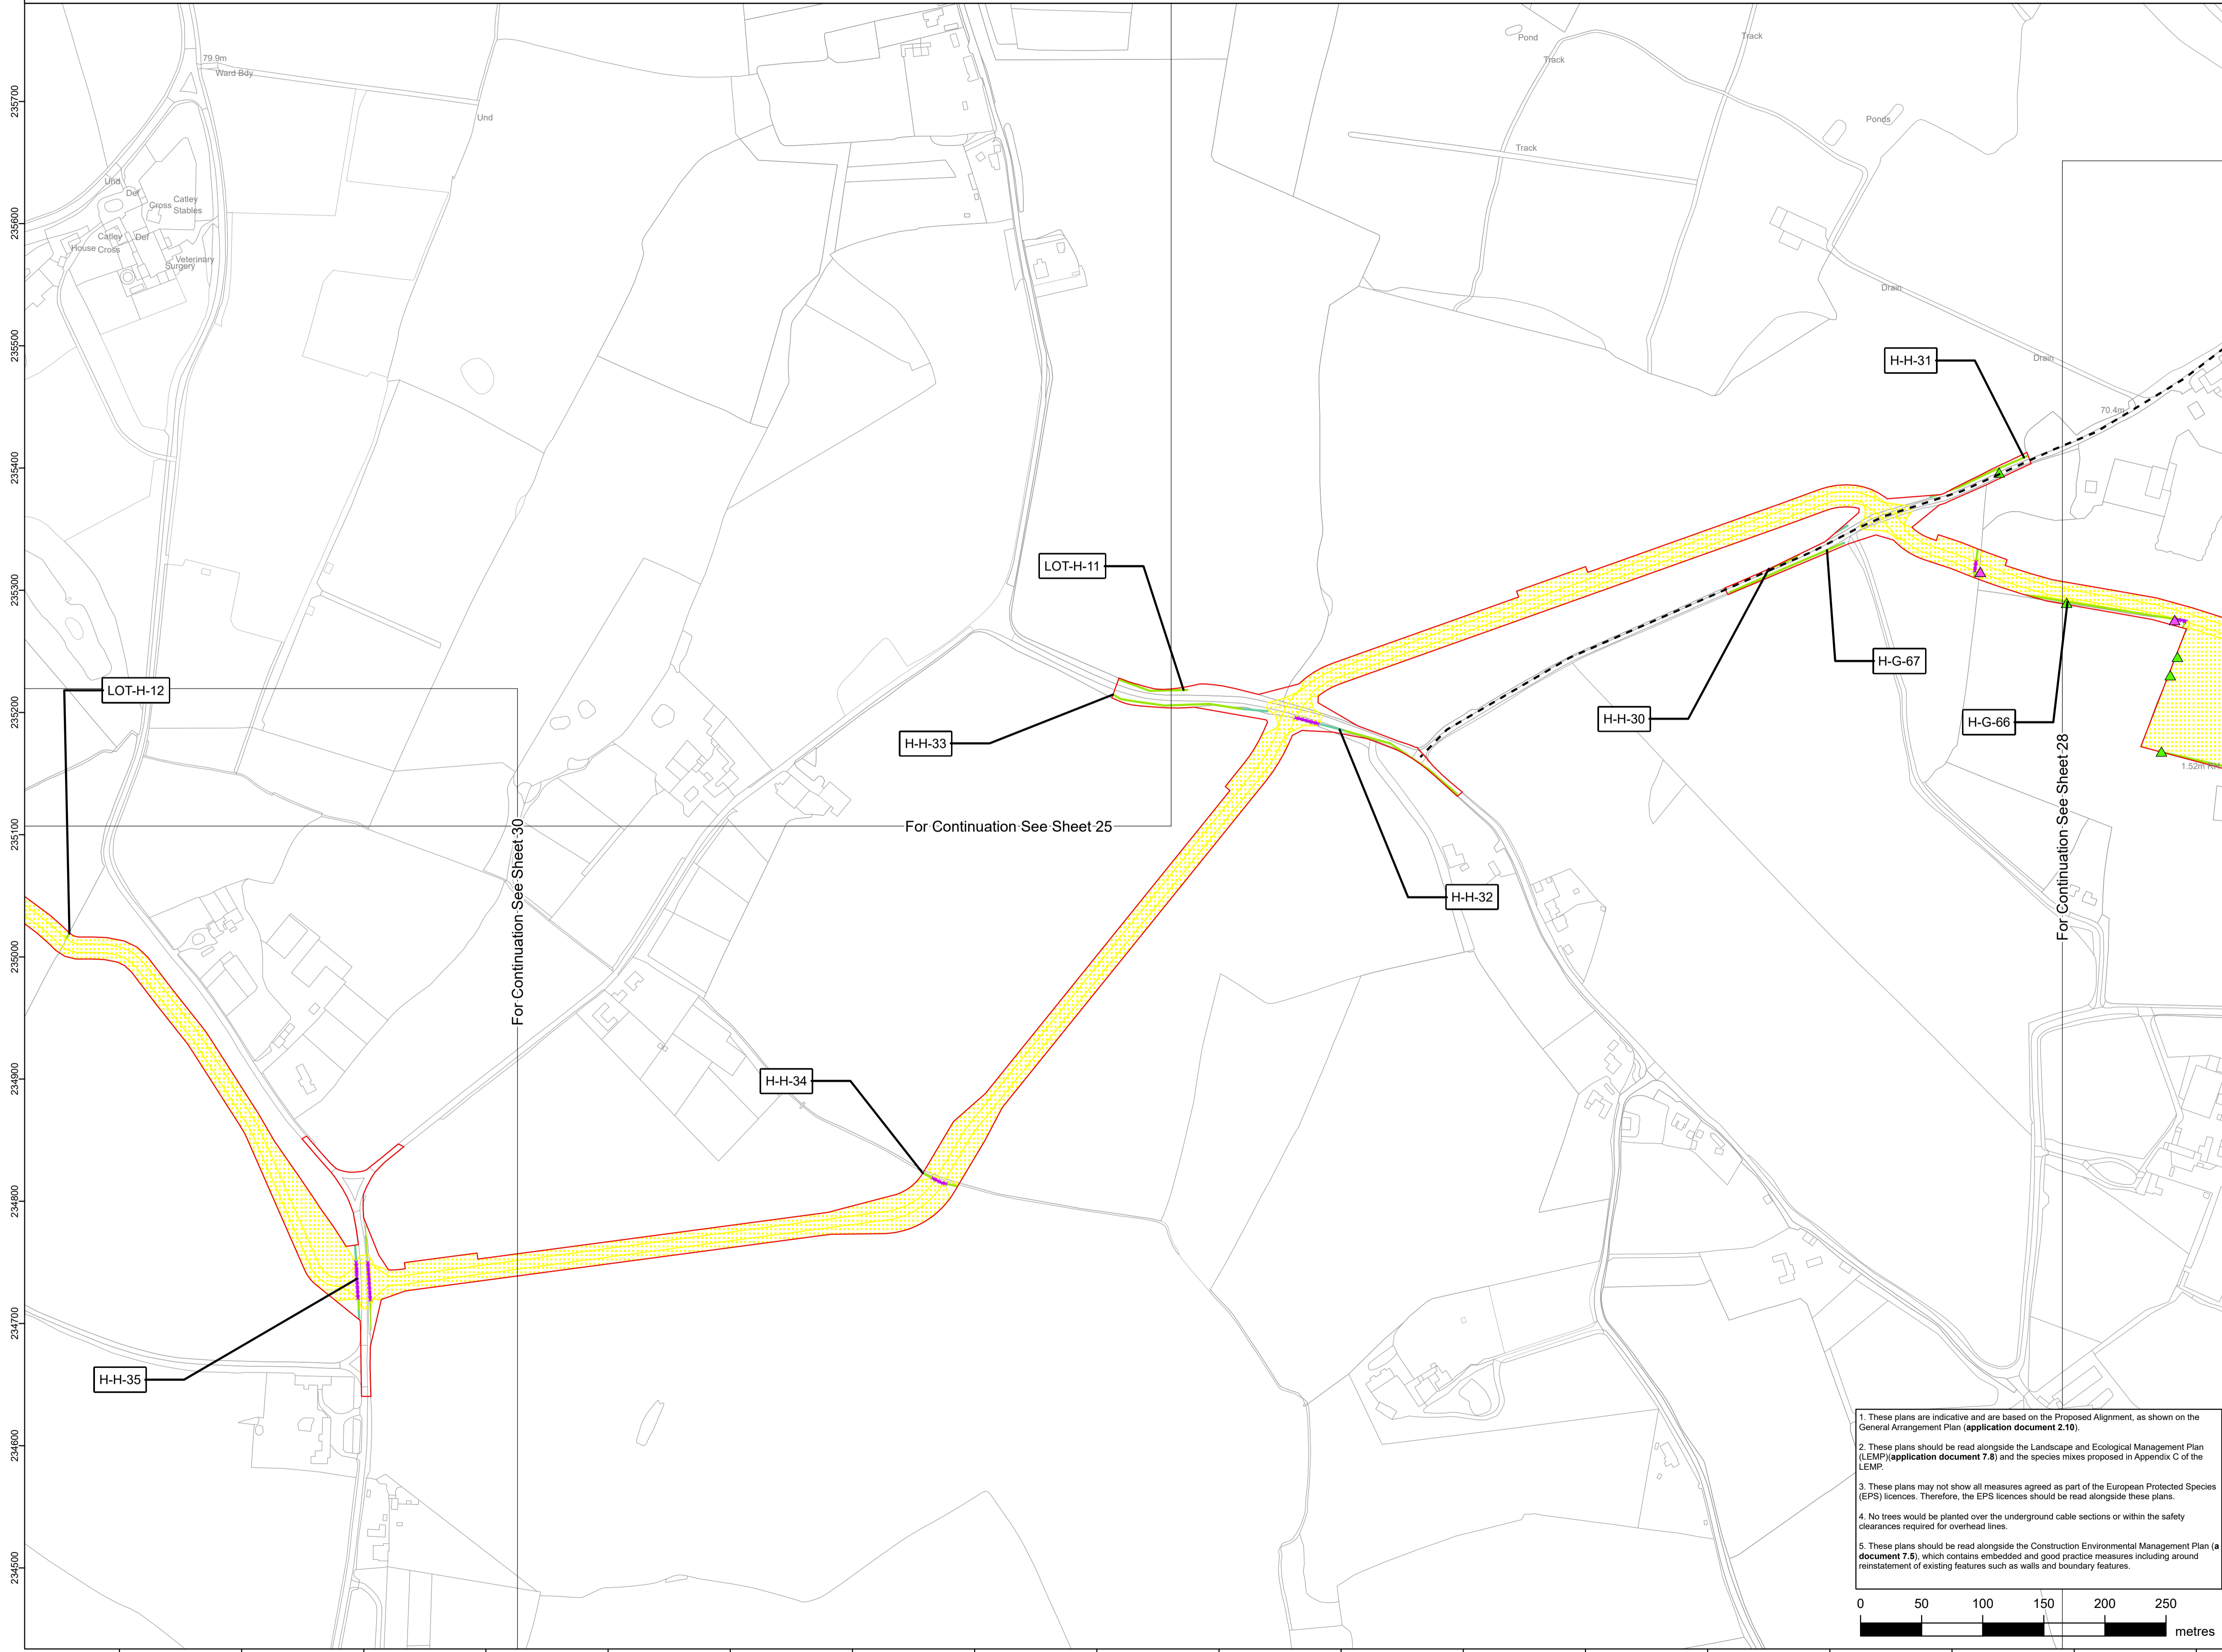 79.9m
Ward Bdy
Und
Pond
Track
Track
Track
Ponds
Und
Def
Cross
Catley
Stables
Catley
Def
House
Cross
Veterinary
Surgery
Drain
Drain
70.4m
235700
235600
235500
235400
235300
235200
235100
235000
234900
234800
234700
234600
234500
H-H-31
LOT-H-11
LOT-H-12
H-G-67
H-H-33
H-H-30
H-G-66
1.52m
For Continuation See Sheet 25
For Continuation See Sheet 30
For Continuation See Sheet 28
H-H-32
H-H-34
H-H-35
1. These plans are indicative and are based on the Proposed Alignment, as shown on the
General Arrangement Plan (application document 2.10).
2. These plans should be read alongside the Landscape and Ecological Management Plan
(LEMP)(application document 7.8) and the species mixes proposed in Appendix C of the
LEMP.
3. These plans may not show all measures agreed as part of the European Protected Species
(EPS) licences. Therefore, the EPS licences should be read alongside these plans.
4. No trees would be planted over the underground cable sections or within the safety
clearances required for overhead lines.
5. These plans should be read alongside the Construction Environmental Management Plan (a
document 7.5), which contains embedded and good practice measures including around
reinstatement of existing features such as walls and boundary features.
0 50 100 150 200 250
metres